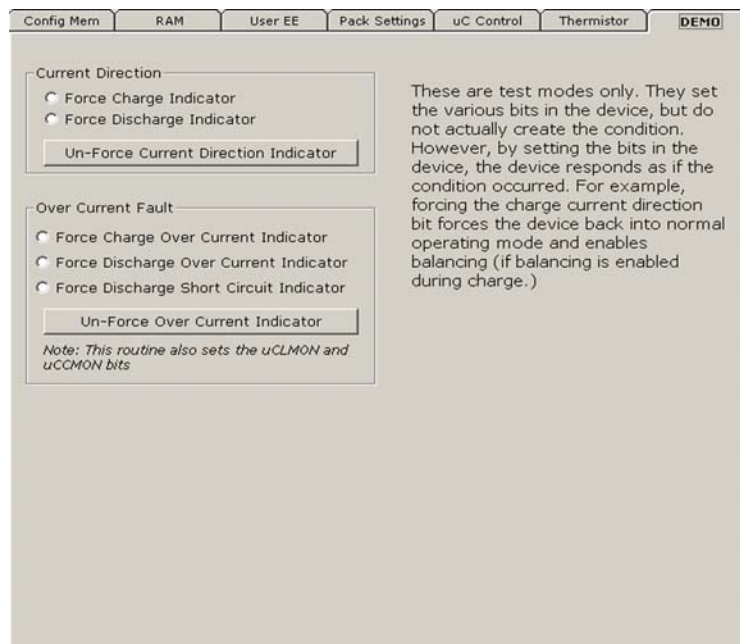 Config Mem RAM User EE Pack Settings uC Control Thermistor DEMO
Current Direction
Force Charge Indicator
Force Discharge Indicator
Un-Force Current Direction Indicator
Over Current Fault
Force Charge Over Current Indicator
Force Discharge Over Current Indicator
Force Discharge Short Circuit Indicator
Un-Force Over Current Indicator
Note: This routine also sets the uCLMON and
uCCMON bits
These are test modes only. They set
the various bits in the device, but do
not actually create the condition.
However, by setting the bits in the
device, the device responds as if the
condition occurred. For example,
forcing the charge current direction
bit forces the device back into normal
operating mode and enables
balancing (if balancing is enabled
during charge.)